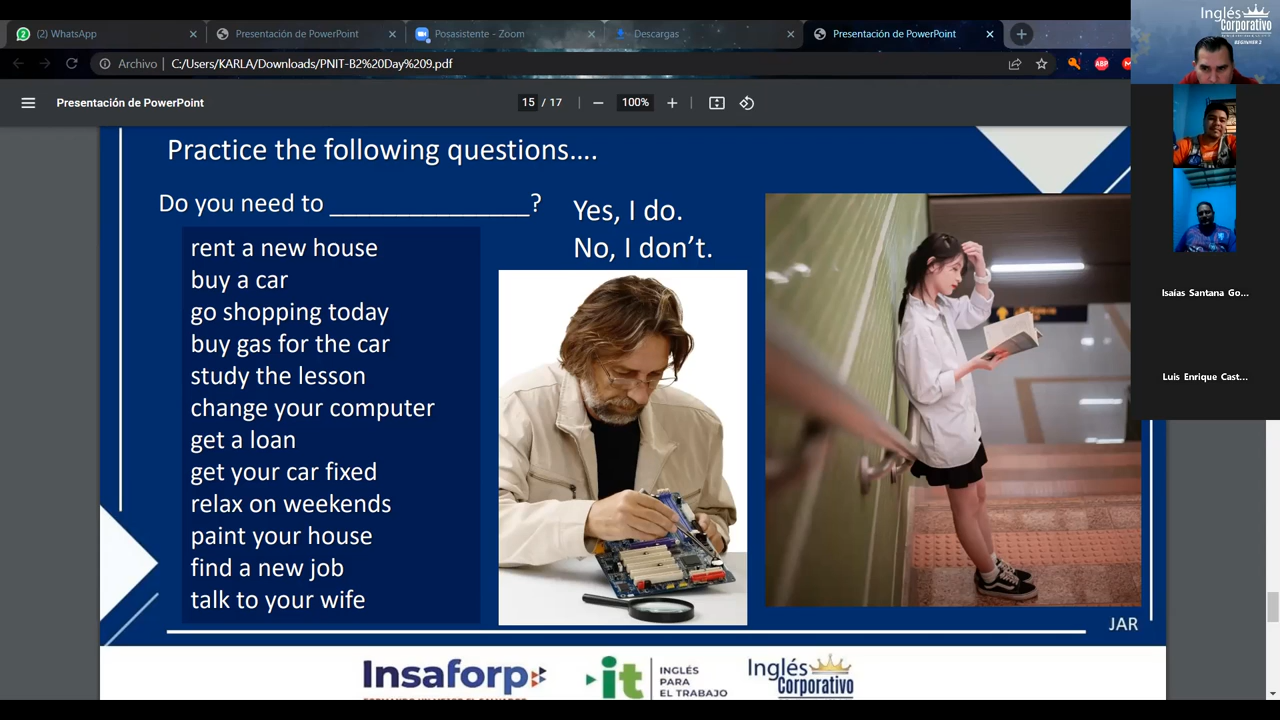 (2) WhatsApp
Presentación de PowerPoint
Posasistente - Zoom
Descargas
Presentación de PowerPoint
Archivo
C:/Users/KARLA/Downloads/PNIT-B2%20Day%209.pdf
ABP
Presentación de PowerPoint
15 / 17
100%
Practice the following questions....
Do you need to _______________?
Yes, I do.
No, I don’t.
rent a new house
buy a car
go shopping today
buy gas for the car
study the lesson
change your computer
get a loan
get your car fixed
relax on weekends
paint your house
find a new job
talk to your wife
JAR
Insaforp
it
INGLÉS
PARA
EL TRABAJO
Inglés
Corporativo
Inglés
Corporativo
BEGINNER 2
Isaías Santana Go...
Luis Enrique Cast...